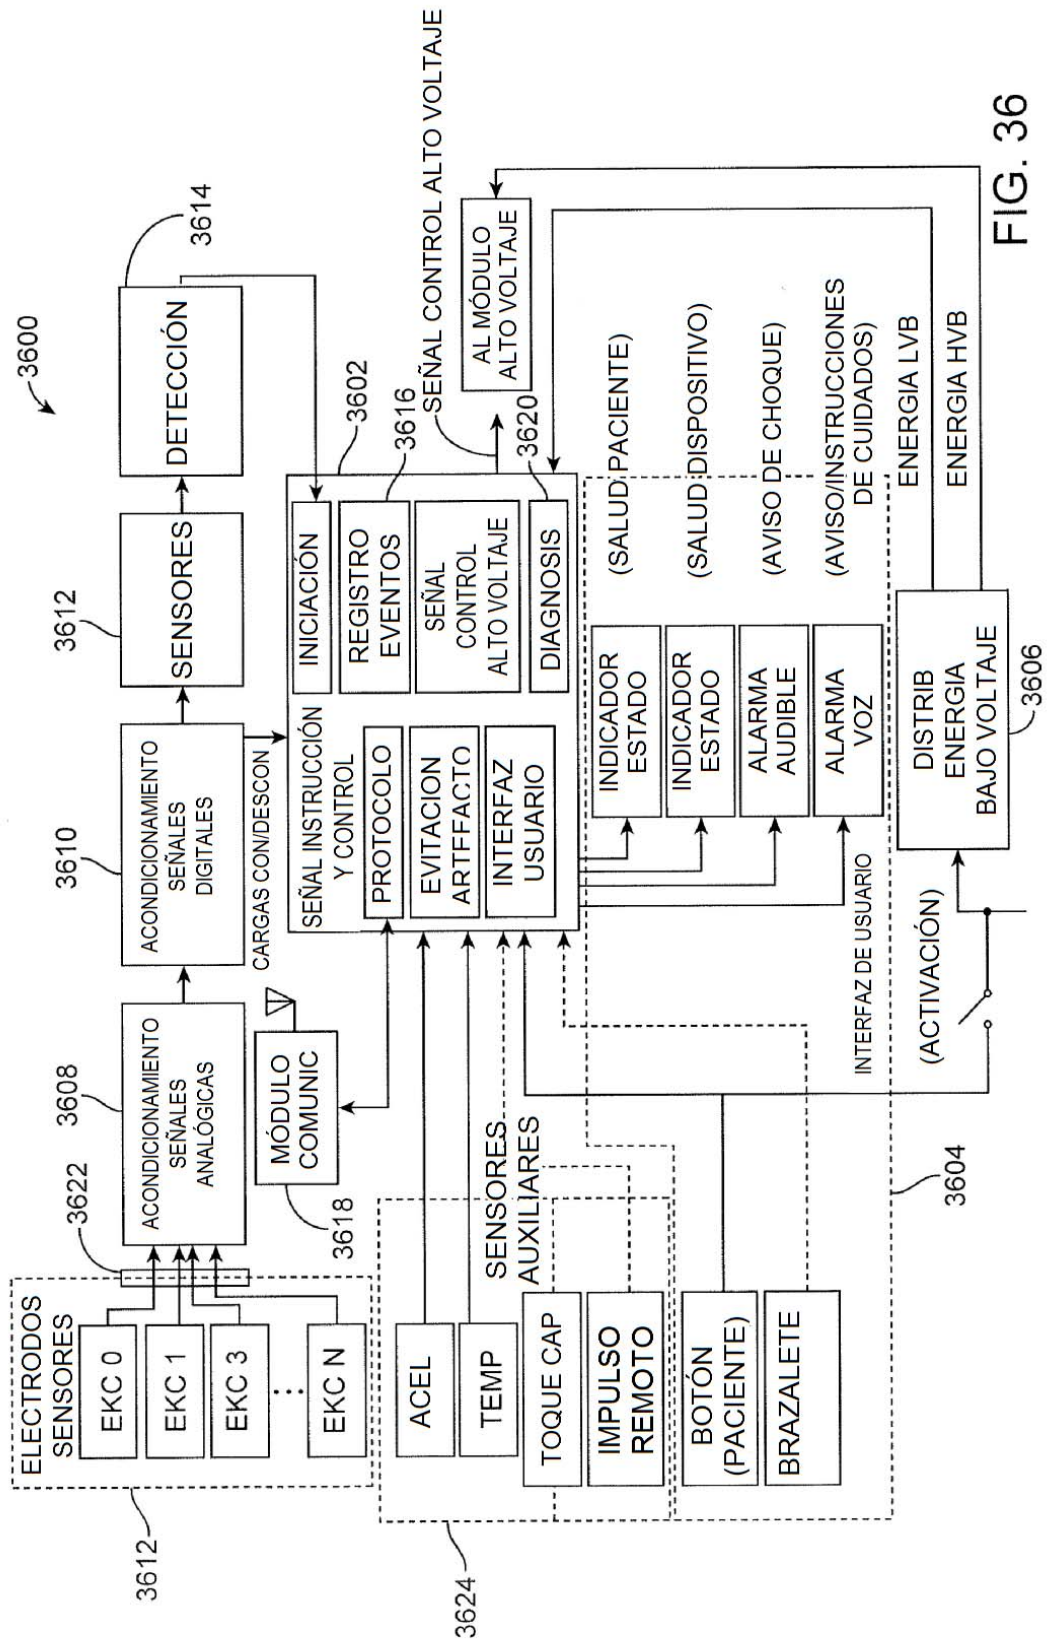 3600
ELECTRODOS
SENSORES
EKC 0
EKC 1
EKC 3
EKC N
3612
3622
3608
ACONDICIONAMIENTO
SEÑALES
ANALÓGICAS
3610
ACONDICIONAMIENTO
SEÑALES
DIGITALES
3612
SENSORES
DETECCIÓN
3614
CARGAS CON/DESCON
MÓDULO
COMUNIC
3618
SEÑAL INSTRUCCIÓN
Y CONTROL
PROTOCOLO
EVITACION
ARTFFACTO
INTERFAZ
USUARIO
INICIACIÓN
REGISTRO
EVENTOS
SEÑAL
CONTROL
ALTO VOLTAJE
DIAGNOSIS
3602
3616
SEÑAL CONTROL ALTO VOLTAJE
3620
AL MÓDULO
ALTO VOLTAJE
ACEL
TEMP
TOQUE CAP
IMPULSO
REMOTO
SENSORES
AUXILIARES
3624
BOTÓN
(PACIENTE)
BRAZALETE
INDICADOR
ESTADO
(SALUD PACIENTE)
INDICADOR
ESTADO
(SALUD DISPOSITIVO)
ALARMA
AUDIBLE
(AVISO DE CHOQUE)
ALARMA
VOZ
(AVISO/INSTRUCCIONES
DE CUIDADOS)
INTERFAZ DE USUARIO
3604
(ACTIVACIÓN)
DISTRIB
ENERGIA
BAJO VOLTAJE
3606
ENERGIA LVB
ENERGIA HVB
FIG. 36